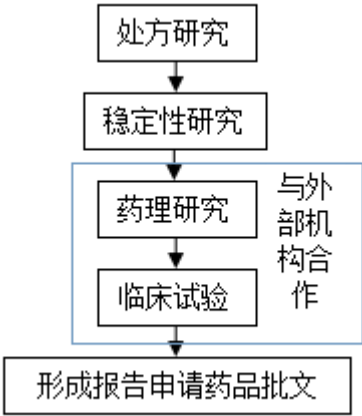 处方研究
稳定性研究
药理研究
与外
部机
构合
作
临床试验
形成报告申请药品批文